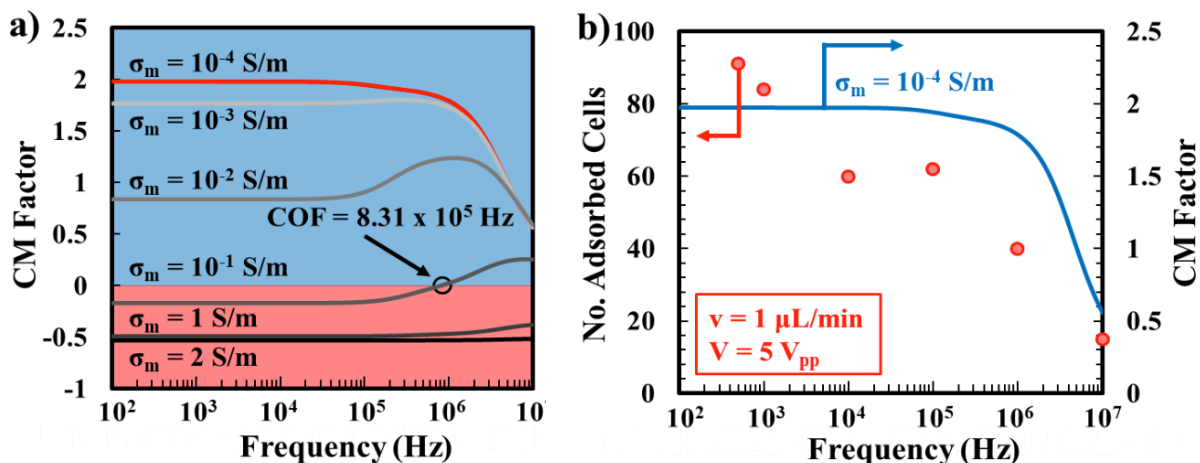 a)
CM Factor
2.5
2
1.5
1
0.5
0
-0.5
-1
σm = 10⁻⁴ S/m
σm = 10⁻³ S/m
σm = 10⁻² S/m
COF = 8.31 x 10⁵ Hz
σm = 10⁻¹ S/m
σm = 1 S/m
σm = 2 S/m
10² 10³ 10⁴ 10⁵ 10⁶ 10⁷
Frequency (Hz)
b)
No. Adsorbed Cells
100
80
60
40
20
0
σm = 10⁻⁴ S/m
v = 1 μL/min
V = 5 Vpp
2.5
2
1.5
1
0.5
0
CM Factor
10² 10³ 10⁴ 10⁵ 10⁶ 10⁷
Frequency (Hz)